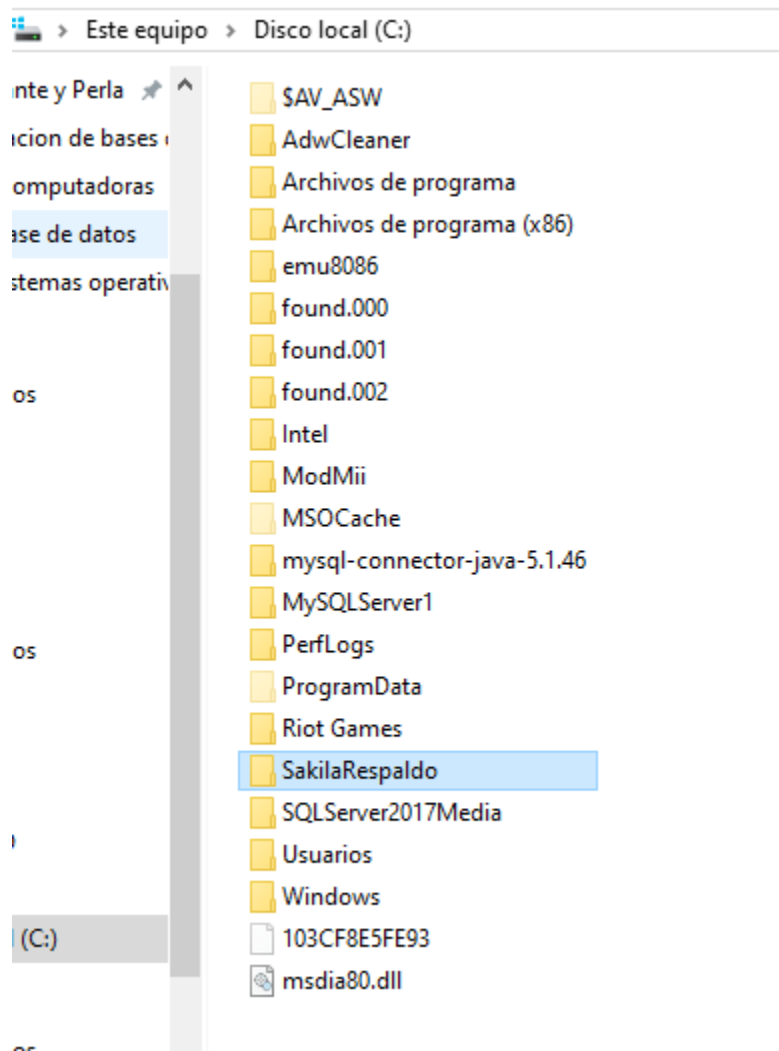 Este equipo > Disco local (C:)
nte y Perla
cion de bases
omputadoras
ase de datos
stemas operativ
os
os
(C:)
os
$AV_ASW
AdwCleaner
Archivos de programa
Archivos de programa (x86)
emu8086
found.000
found.001
found.002
Intel
ModMii
MSOCache
mysql-connector-java-5.1.46
MySQLServer1
PerfLogs
ProgramData
Riot Games
SakilaRespaldo
SQLServer2017Media
Usuarios
Windows
103CF8E5FE93
msdia80.dll